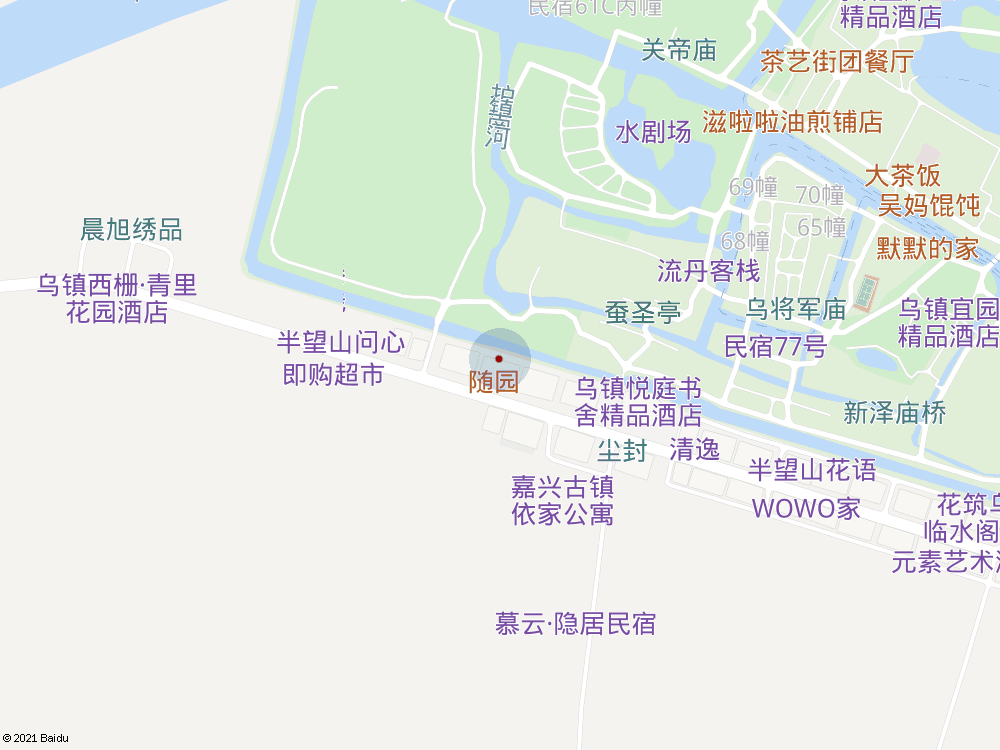 民宿61C内幢
精品酒店
关帝庙
茶艺街团餐厅
护镇南河
水剧场
滋啦啦油煎铺店
大茶饭
69幢
70幢
吴妈馄饨
65幢
68幢
晨旭绣品
默默的家
流丹客栈
乌镇西栅·青里
花园酒店
蚕圣亭
乌将军庙
乌镇宜园
精品酒店
半望山问心
民宿77号
即购超市
随园
乌镇悦庭书
舍精品酒店
新泽庙桥
尘封
清逸
半望山花语
嘉兴古镇
依家公寓
WOWO家
花筑乌
临水阁
元素艺术酒
慕云·隐居民宿
© 2021 Baidu